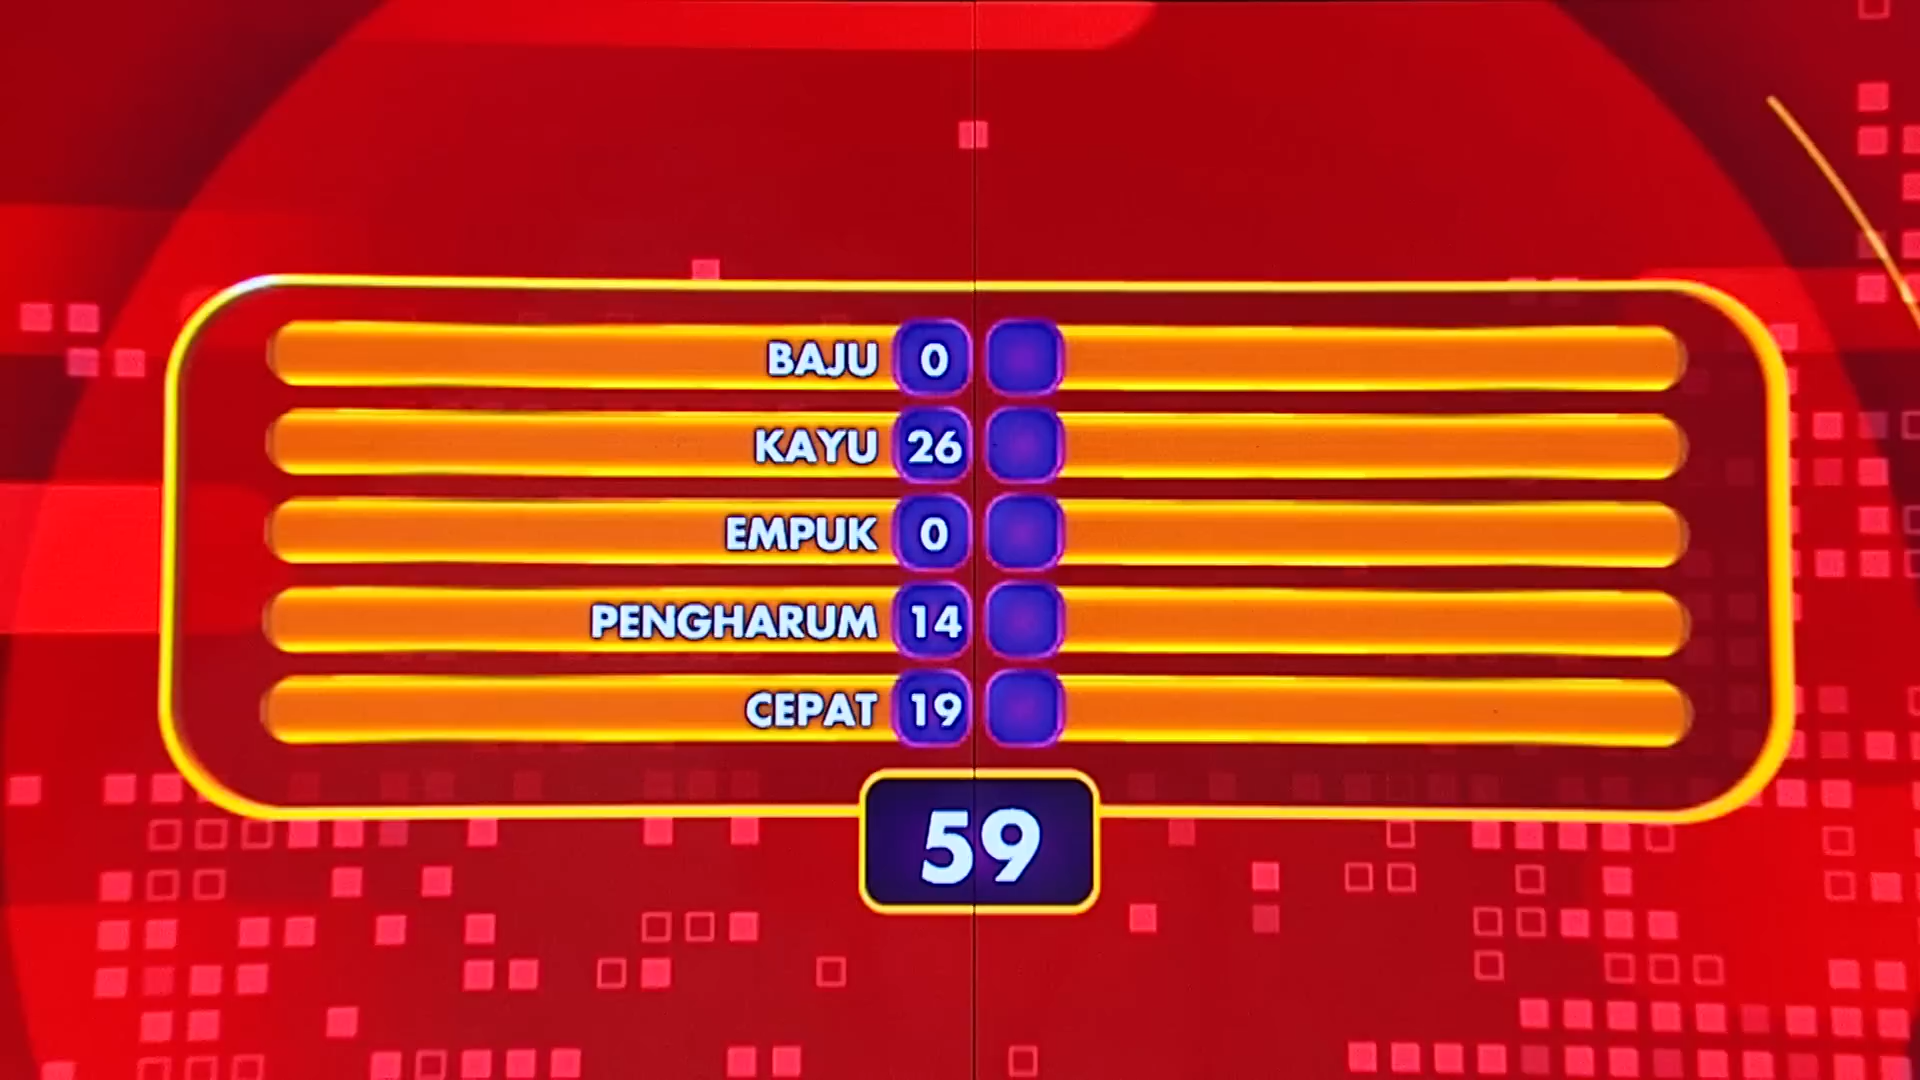 BAJU 0
KAYU 26
EMPUK 0
PENGHARUM 14
CEPAT 19
59